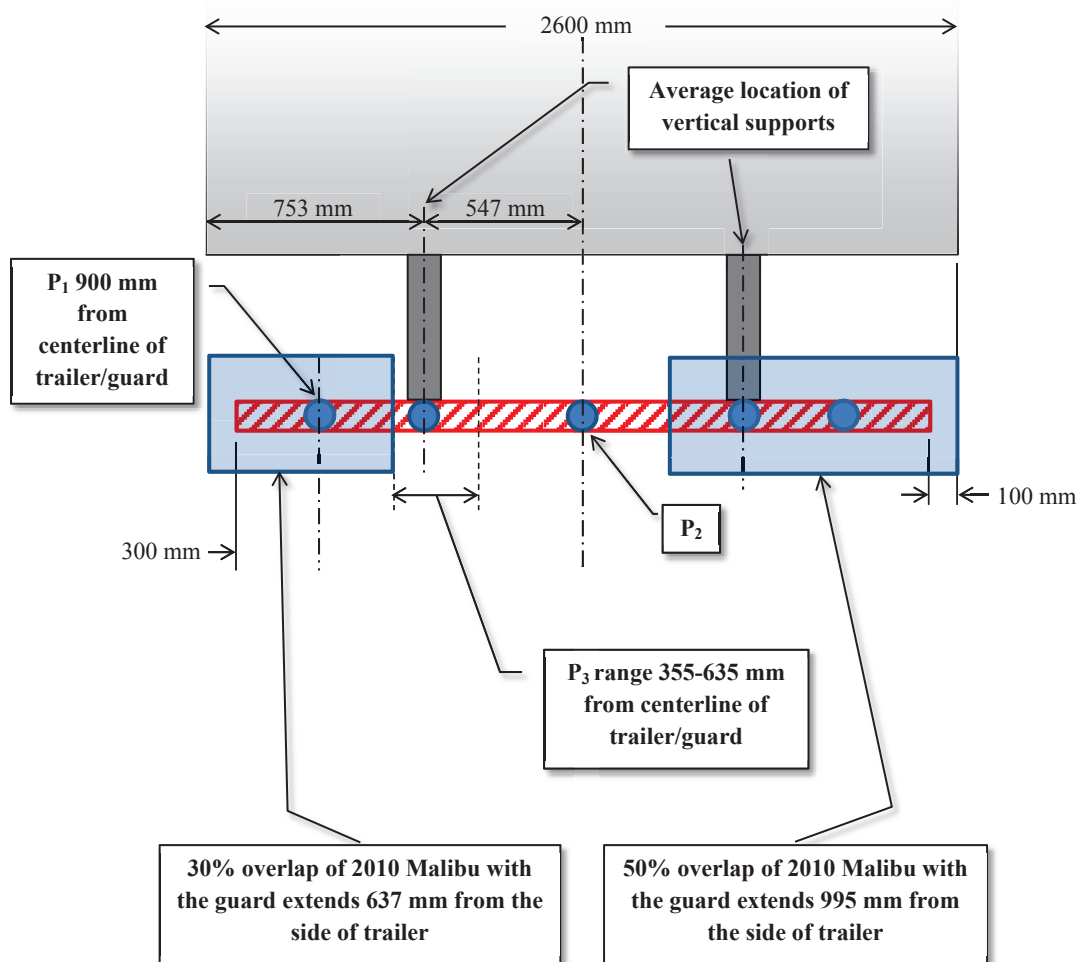 2600 mm
Average location of
vertical supports
753 mm
547 mm
P₁ 900 mm
from
centerline of
trailer/guard
100 mm
P₂
300 mm
P₃ range 355-635 mm
from centerline of
trailer/guard
30% overlap of 2010 Malibu with
the guard extends 637 mm from the
side of trailer
50% overlap of 2010 Malibu with
the guard extends 995 mm from
the side of trailer